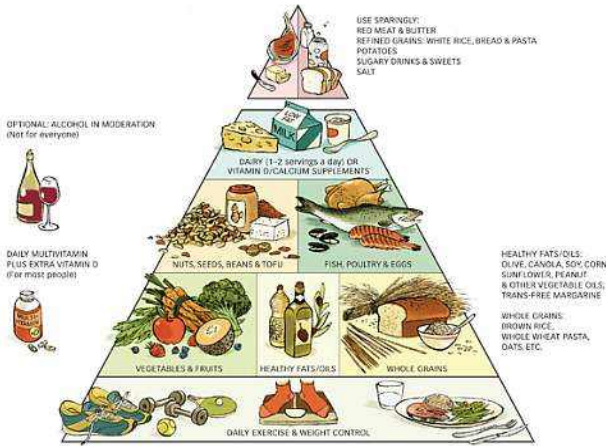 USE SPARINGLY:
RED MEAT & BUTTER
REFINED GRAINS: WHITE RICE, BREAD & PASTA
POTATOES
SUGARY DRINKS & SWEETS
SALT
OPTIONAL: ALCOHOL IN MODERATION
(Not for everyone)
LOW
FAT
MILK
DAIRY (1–2 servings a day) OR
VITAMIN D/CALCIUM SUPPLEMENTS
DAILY MULTIVITAMIN
PLUS EXTRA VITAMIN D
(For most people)
NUTS, SEEDS, BEANS & TOFU
FISH, POULTRY & EGGS
HEALTHY FATS/OILS:
OLIVE, CANOLA, SOY, CORN,
SUNFLOWER, PEANUT
& OTHER VEGETABLE OILS;
TRANS-FREE MARGARINE
WHOLE GRAINS:
BROWN RICE,
WHOLE WHEAT PASTA,
OATS, ETC.
VEGETABLES & FRUITS
HEALTHY FATS/OILS
WHOLE GRAINS
DAILY EXERCISE & WEIGHT CONTROL